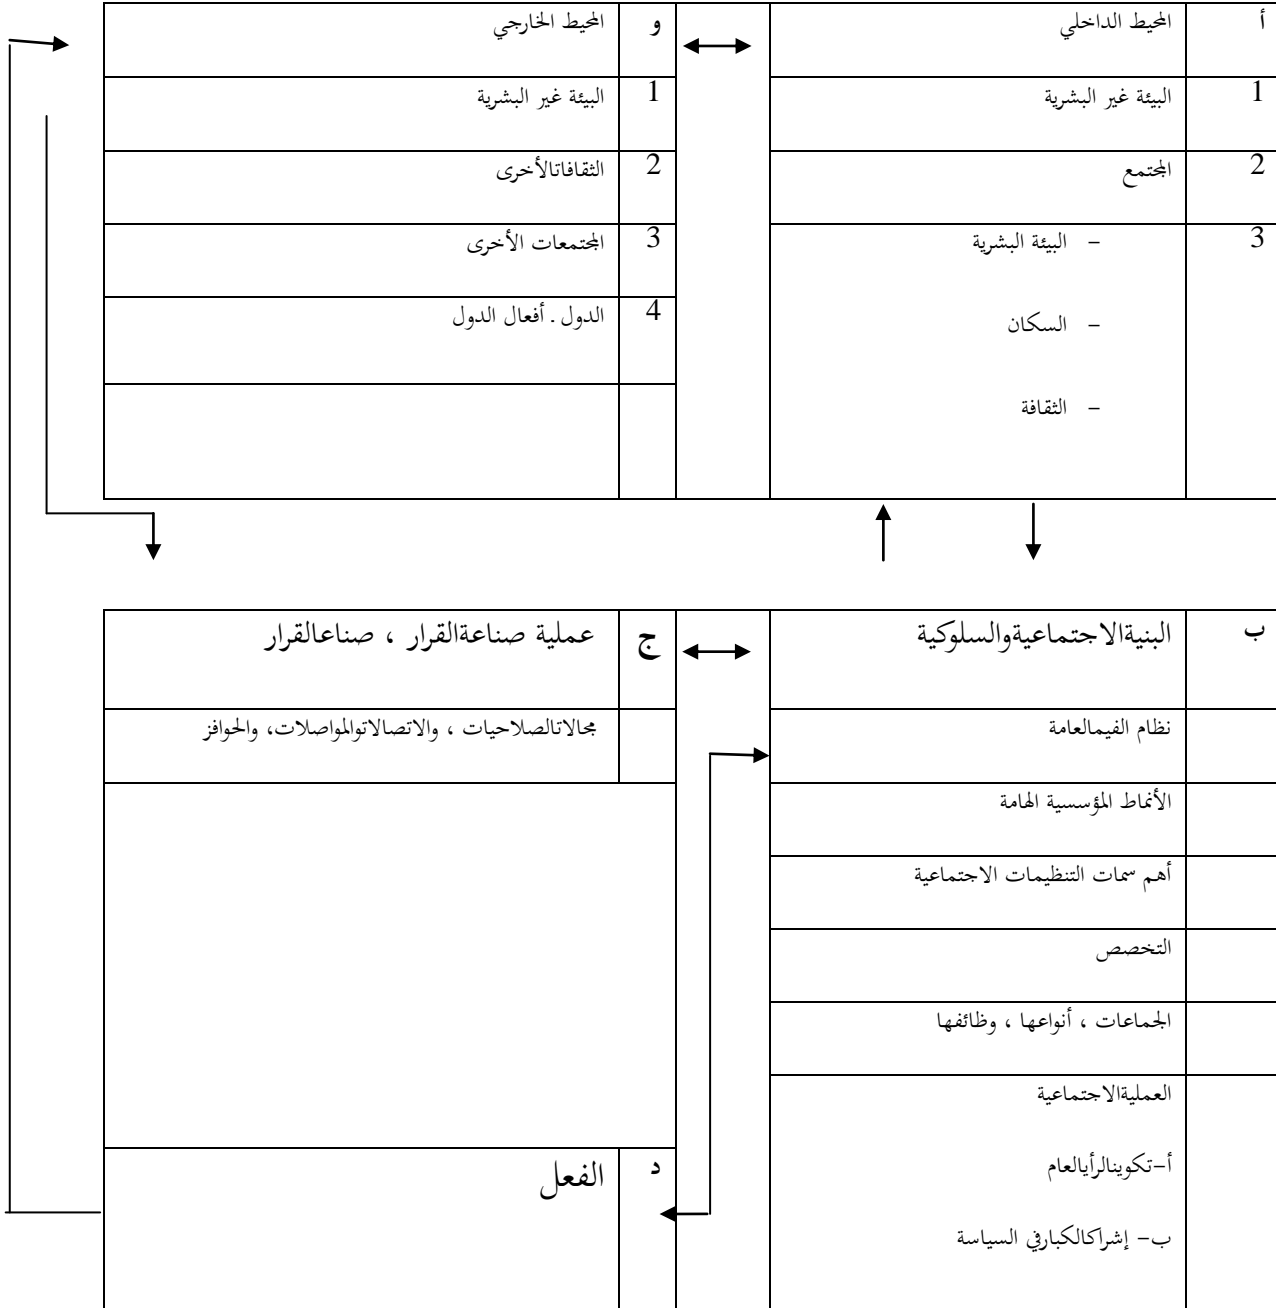 أ المحيط الداخلي
1 البيئة غير البشرية
2 المجتمع
3 – البيئة البشرية
– السكان
– الثقافة
و المحيط الخارجي
1 البيئة غير البشرية
2 الثقافاتالأخرى
3 المجتمعات الأخرى
4 الدول . أفعال الدول
ب البنيةالاجتماعيةوالسلوكية
نظام الفيمالعامة
الأنماط المؤسسية الهامة
أهم سمات التنظيمات الاجتماعية
التخصص
الجماعات ، أنواعها ، وظائفها
العمليةالاجتماعية
أ–تكوينالرأيالعام
ب– إشراكالكبارفي السياسة
ج عملية صناعةالقرار ، صناعالقرار
مجالاتالصلاحيات ، والاتصالاتوالمواصلات، والحوافز
د الفعل